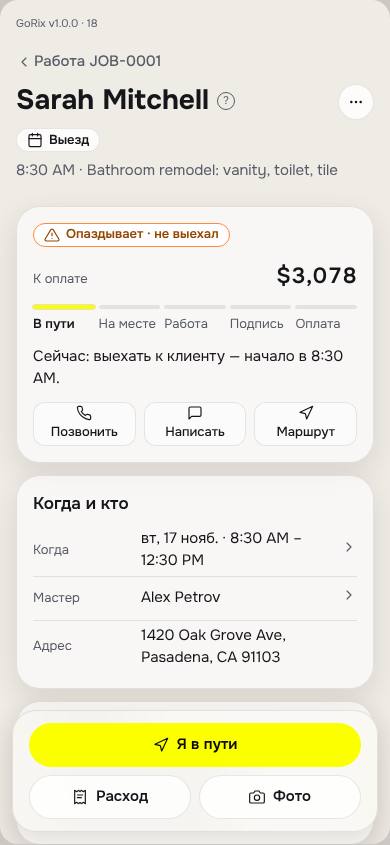 GoRix v1.0.0 · 18
Работа JOB-0001
Sarah Mitchell ?
Выезд
8:30 AM · Bathroom remodel: vanity, toilet, tile
Опаздывает · не выехал
К оплате $3,078
В пути На месте Работа Подпись Оплата
Сейчас: выехать к клиенту — начало в 8:30
AM.
Позвонить Написать Маршрут
Когда и кто
Когда вт, 17 нояб. · 8:30 AM –
12:30 PM
Мастер Alex Petrov
Адрес 1420 Oak Grove Ave,
Pasadena, CA 91103
Я в пути
Расход Фото